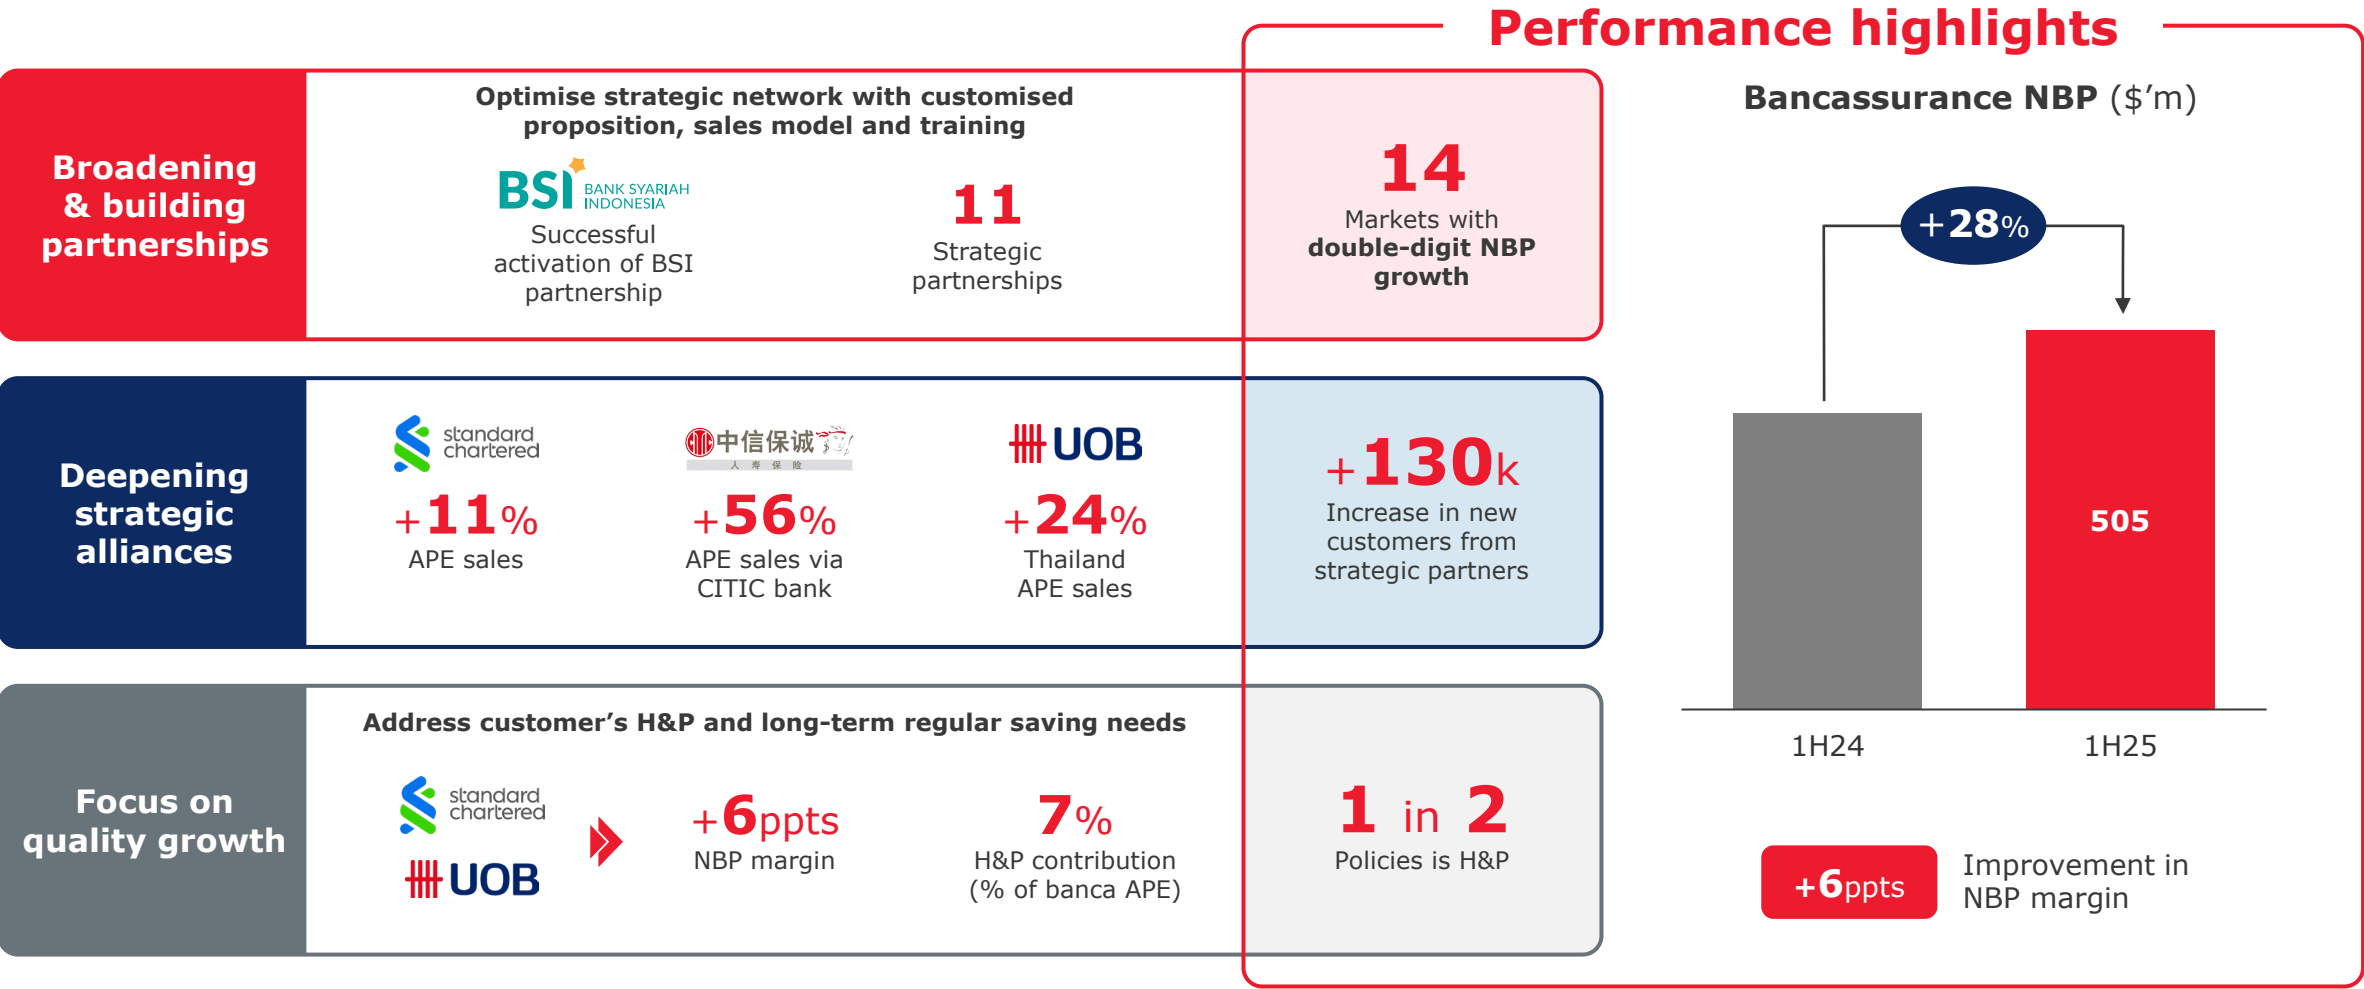 Performance highlights
Broadening
& building
partnerships
Optimise strategic network with customised
proposition, sales model and training
BSI BANK SYARIAH
INDONESIA
Successful
activation of BSI
partnership
11
Strategic
partnerships
14
Markets with
double-digit NBP
growth
Deepening
strategic
alliances
standard
chartered
+11%
APE sales
中信保诚
人寿保险
+56%
APE sales via
CITIC bank
UOB
+24%
Thailand
APE sales
+130k
Increase in new
customers from
strategic partners
Focus on
quality growth
Address customer’s H&P and long-term regular saving needs
standard
chartered
UOB
+6ppts
NBP margin
7%
H&P contribution
(% of banca APE)
1 in 2
Policies is H&P
Bancassurance NBP ($’m)
+28%
505
1H24
1H25
+6ppts
Improvement in
NBP margin